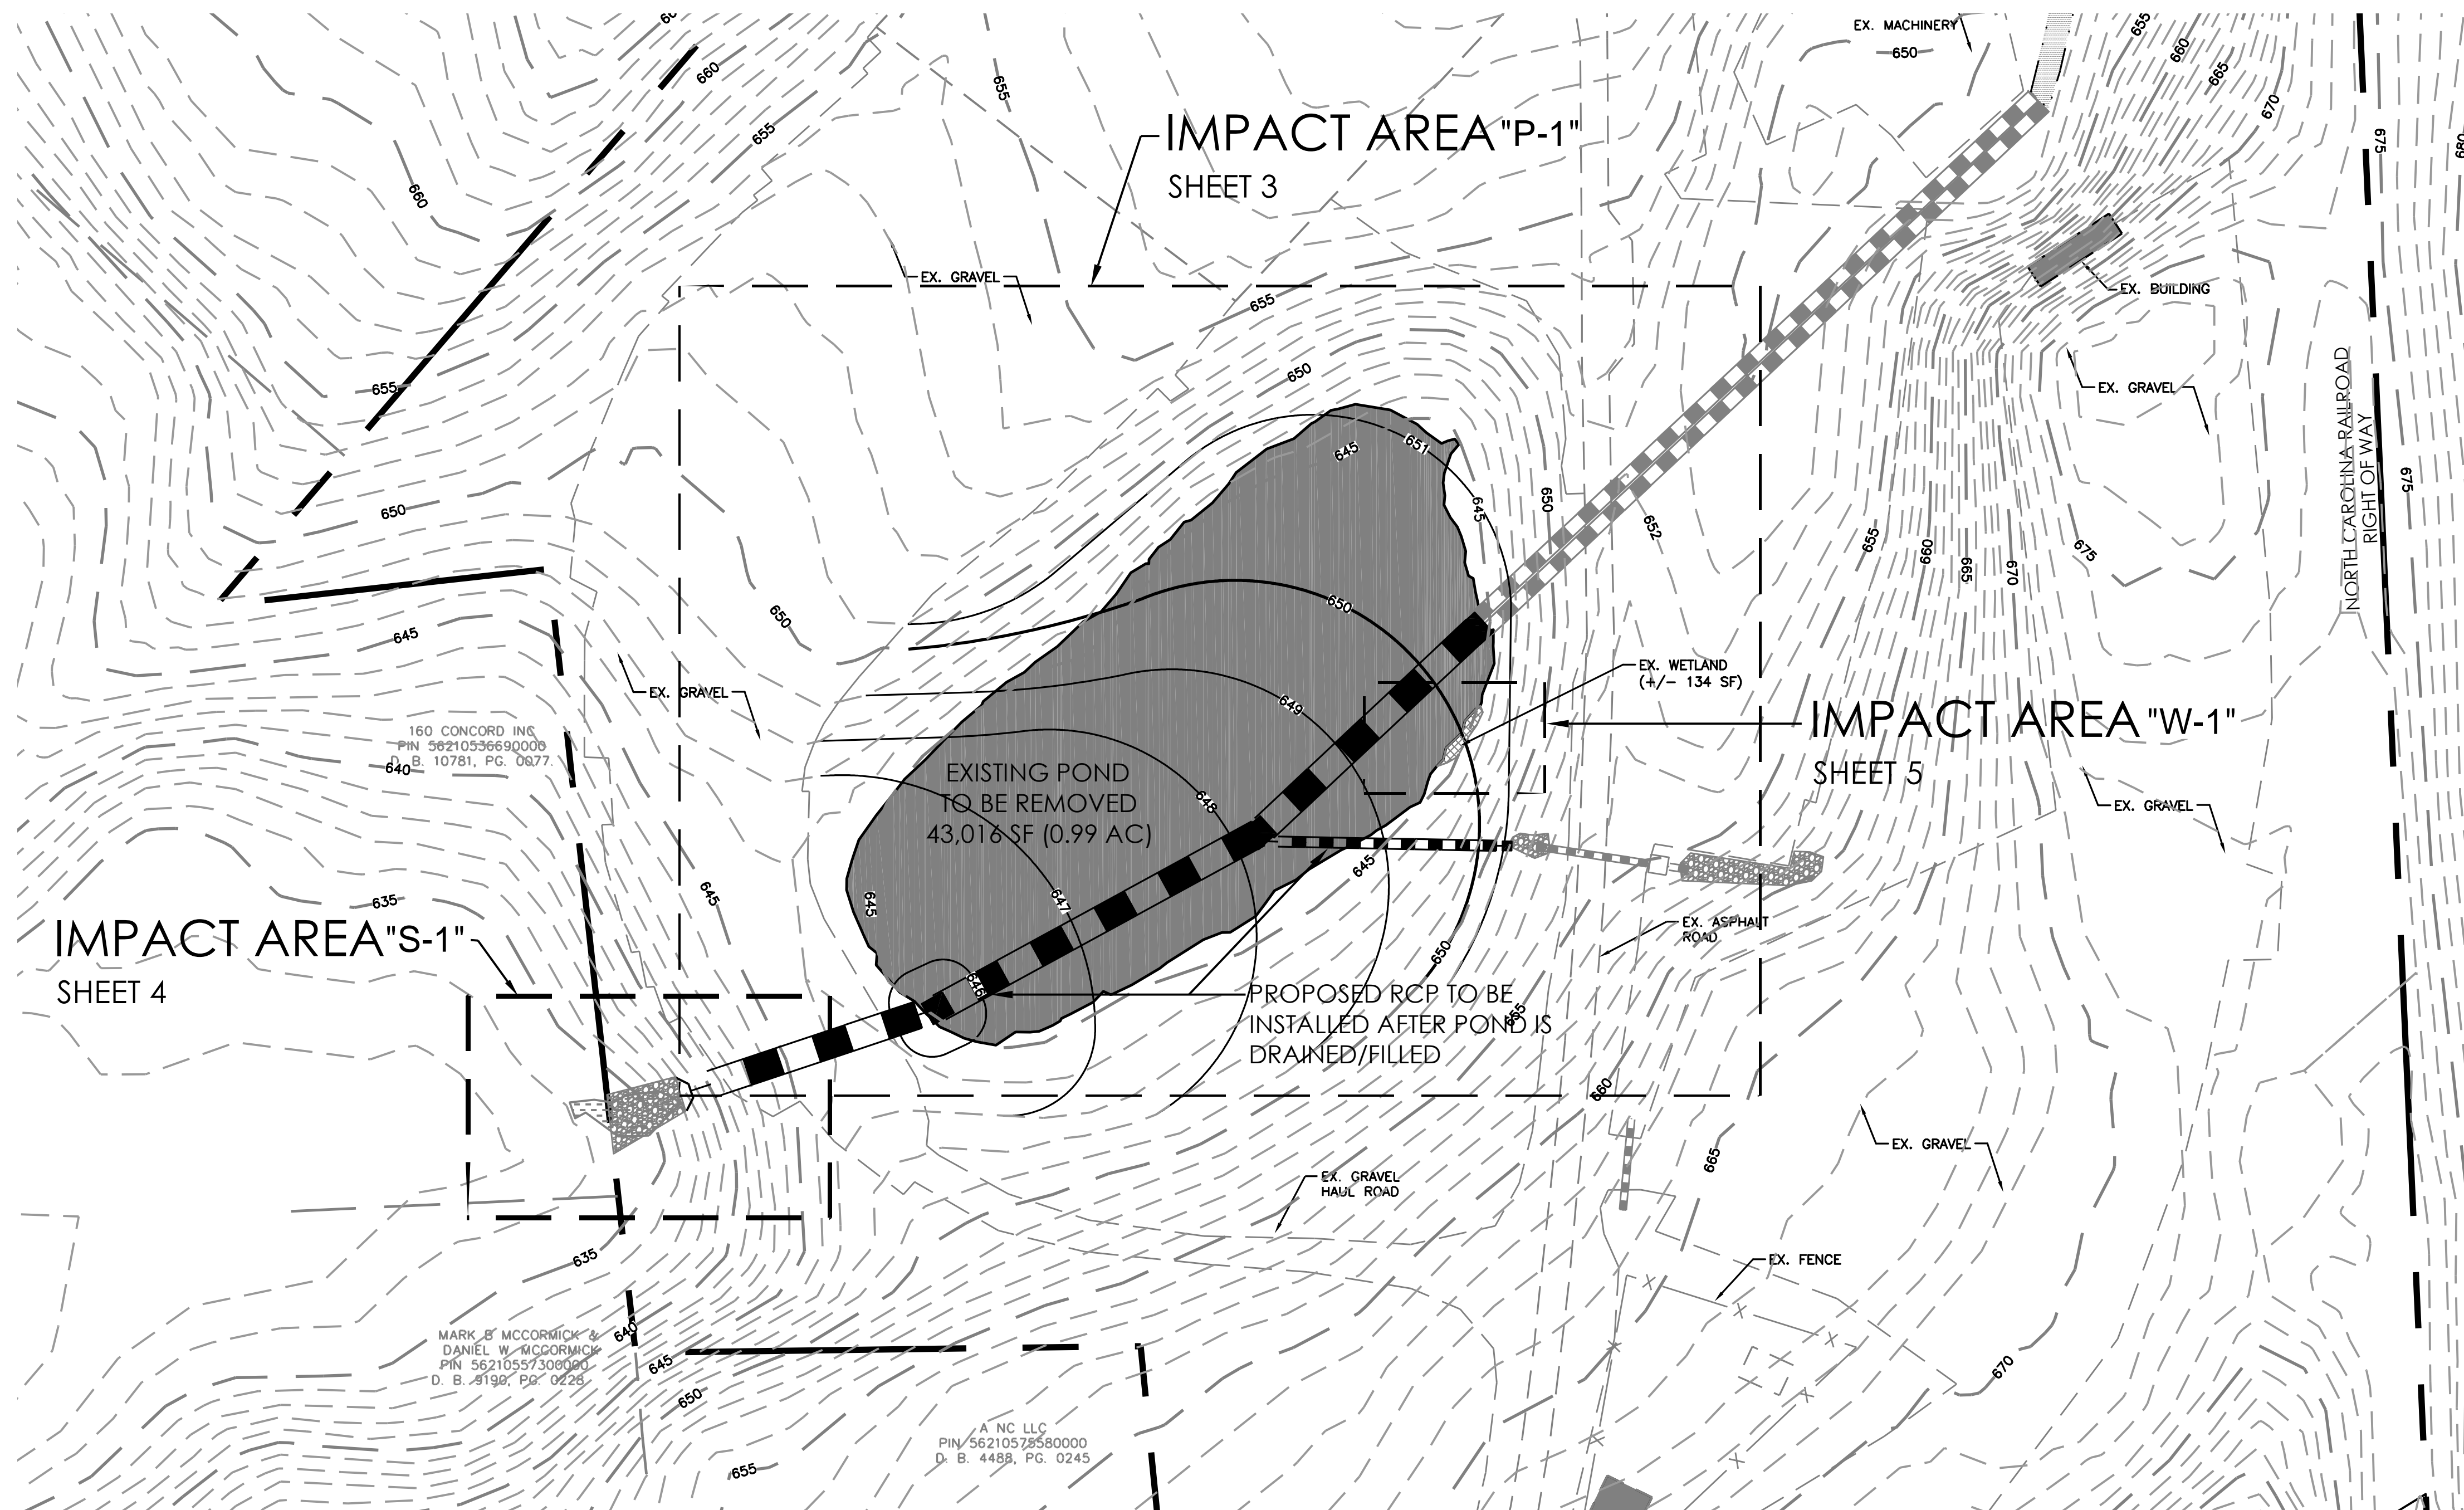 EX. MACHINERY
650
655
660
665
670
660
655
655
660
IMPACT AREA "P-1"
SHEET 3
675
EX. GRAVEL
655
EX. BUILDING
650
655
EX. GRAVEL
NORTH CAROLINA RAILROAD
RIGHT OF WAY
651
645
645
650
652
675
650
655
660
665
670
675
650
650
645
EX. WETLAND
(+/- 134 SF)
EX. GRAVEL
649
IMPACT AREA "W-1"
SHEET 5
160 CONCORD INC
PIN 56210536690000
D. B. 10781, PG. 0077
640
EXISTING POND
TO BE REMOVED
43,016 SF (0.99 AC)
648
EX. GRAVEL
645
645
645
647
635
EX. ASPHALT
ROAD
IMPACT AREA "S-1"
SHEET 4
650
646
PROPOSED RCP TO BE
INSTALLED AFTER POND IS
DRAINED/FILLED
655
660
665
EX. GRAVEL
EX. GRAVEL
HAUL ROAD
635
EX. FENCE
640
MARK B MCCORMICK &
DANIEL W MCCORMICK
PIN 56210557300000
D. B. 9190, PG. 0228
645
650
670
A NC LLC
PIN 56210575580000
D. B. 4488, PG. 0245
655